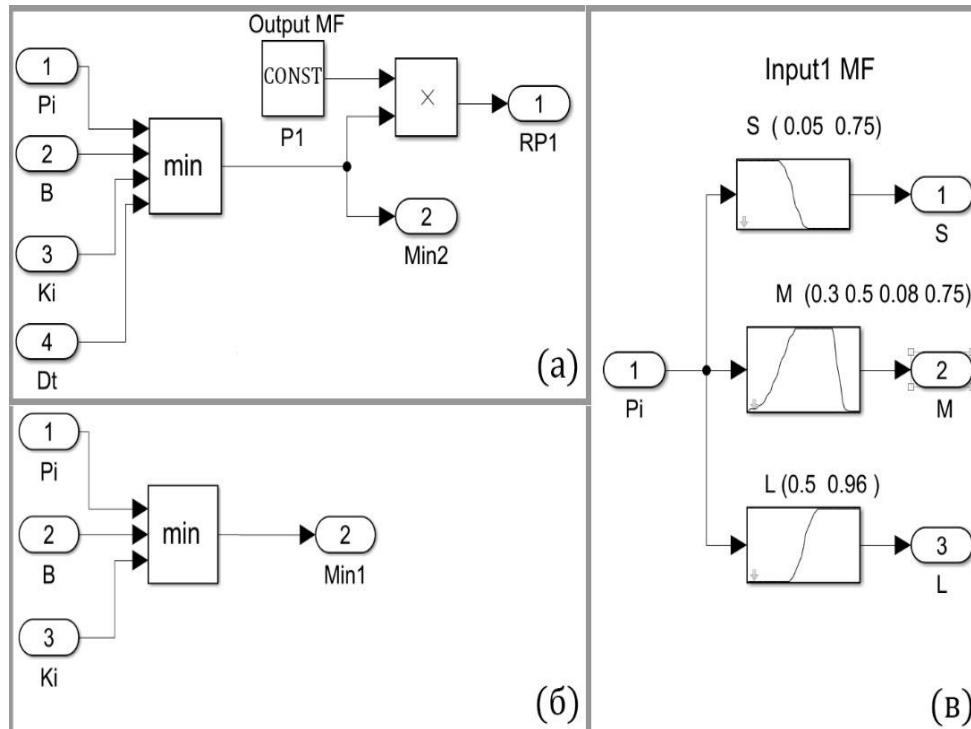 Output MF
1
Pi
2
B
3
Ki
4
Dt
min
CONST
P1
×
1
RP1
2
Min2
(а)
1
Pi
2
B
3
Ki
min
2
Min1
(б)
Input1 MF
S ( 0.05 0.75)
1
S
M (0.3 0.5 0.08 0.75)
1
Pi
2
M
L (0.5 0.96 )
3
L
(в)